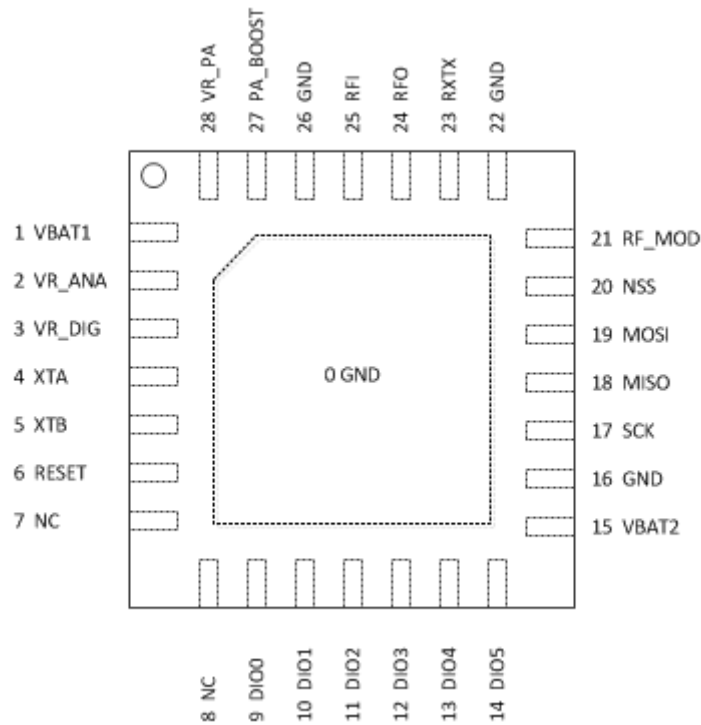 28 VR_PA
27 PA_BOOST
26 GND
25 RFI
24 RFO
23 RXTX
22 GND
1 VBAT1
2 VR_ANA
3 VR_DIG
4 XTA
5 XTB
6 RESET
7 NC
0 GND
21 RF_MOD
20 NSS
19 MOSI
18 MISO
17 SCK
16 GND
15 VBAT2
8 NC
9 DIO0
10 DIO1
11 DIO2
12 DIO3
13 DIO4
14 DIO5